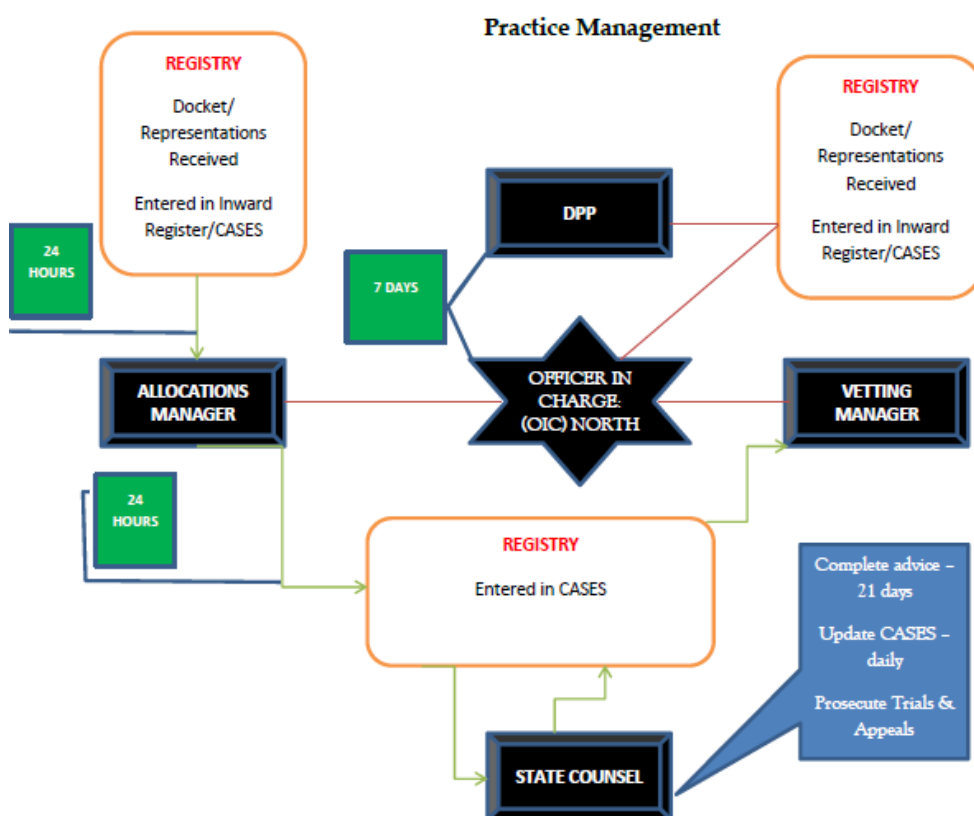 Practice Management
REGISTRY
Docket/
Representations
Received
Entered in Inward
Register/CASES
REGISTRY
Docket/
Representations
Received
Entered in Inward
Register/CASES
24
HOURS
DPP
7 DAYS
ALLOCATIONS
MANAGER
OFFICER IN
CHARGE:
(OIC) NORTH
VETTING
MANAGER
24
HOURS
REGISTRY
Entered in CASES
Complete advice –
21 days
Update CASES –
daily
Prosecute Trials &
Appeals
STATE COUNSEL